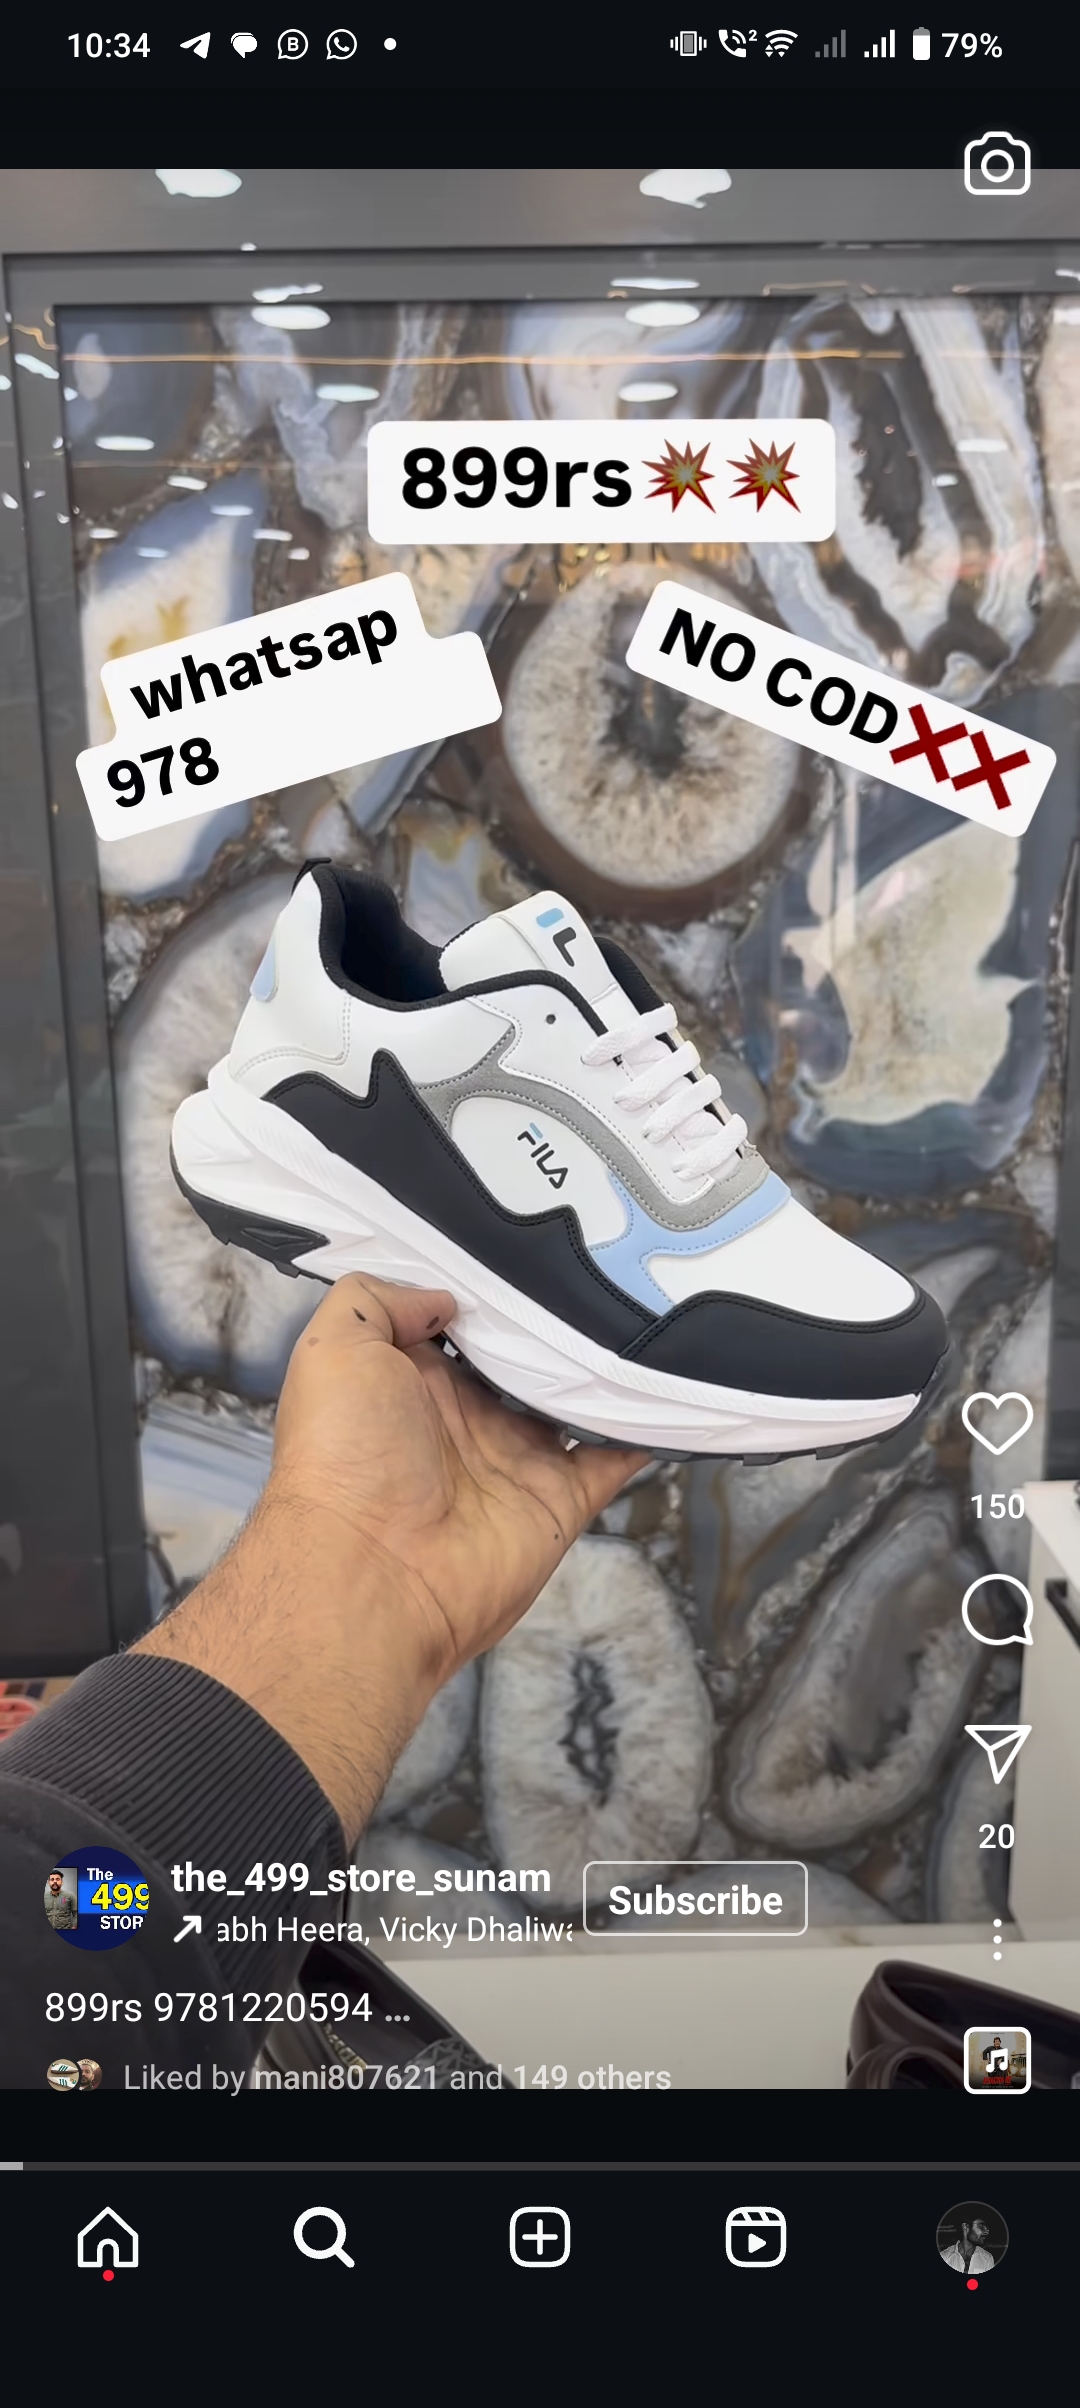 10:34
2
79%
899rs💥💥
whatsap
978
NO COD❌❌
FILA
150
20
The
499
STOR
the_499_store_sunam
Subscribe
abh Heera, Vicky Dhaliwa
899rs 9781220594 ...
Liked by mani807621 and 149 others